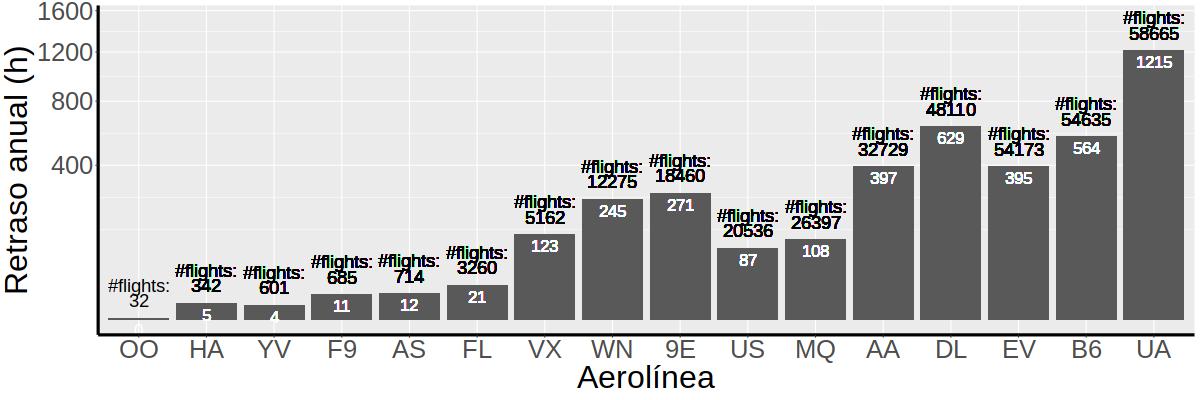 Retraso anual (h)
1600
1200
800
400
#flights:
32
0
#flights:
342
5
#flights:
601
4
#flights:
685
11
#flights:
714
12
#flights:
3260
21
#flights:
5162
123
#flights:
12275
245
#flights:
18460
271
#flights:
20536
87
#flights:
26397
108
#flights:
32729
397
#flights:
48110
629
#flights:
54173
395
#flights:
54635
564
#flights:
58665
1215
OO HA YV F9 AS FL VX WN 9E US MQ AA DL EV B6 UA
Aerolínea